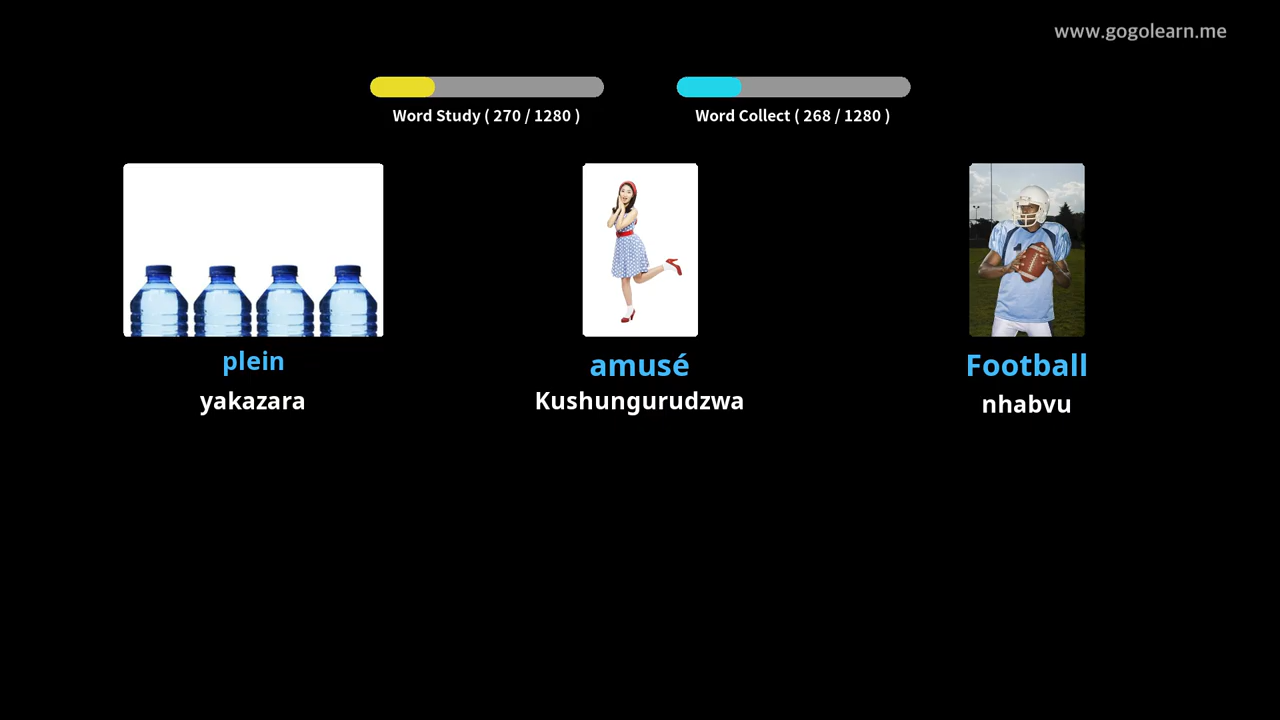 www.gogolearn.me
Word Study ( 270 / 1280 )
Word Collect ( 268 / 1280 )
plein
yakazara
amusé
Kushungurudzwa
Football
nhabvu